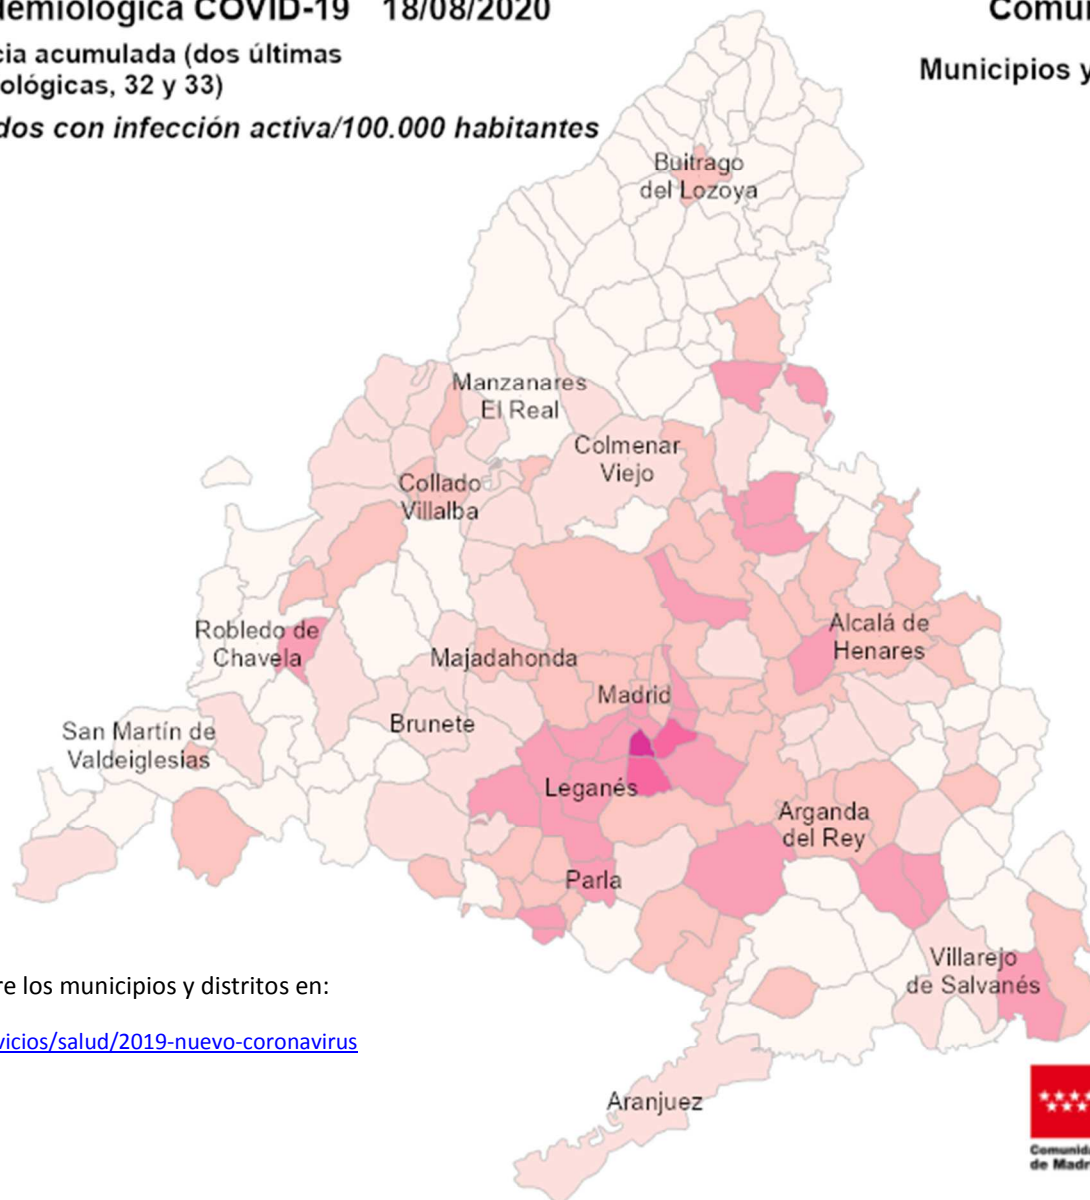 demiológica COVID-19 18/08/2020
Comu
cia acumulada (dos últimas
ológicas, 32 y 33)
Municipios y
dos con infección activa/100.000 habitantes
Buitrago
del Lozoya
Manzanares
El Real
Colmenar
Viejo
Collado
Villalba
Robledo de
Chavela
Majadahonda
Alcalá de
Henares
Madrid
Brunete
San Martín de
Valdeiglesias
Leganés
Arganda
del Rey
Parla
Villarejo
de Salvanés
re los municipios y distritos en:
vicios/salud/2019-nuevo-coronavirus
Aranjuez
Comunida
de Madr